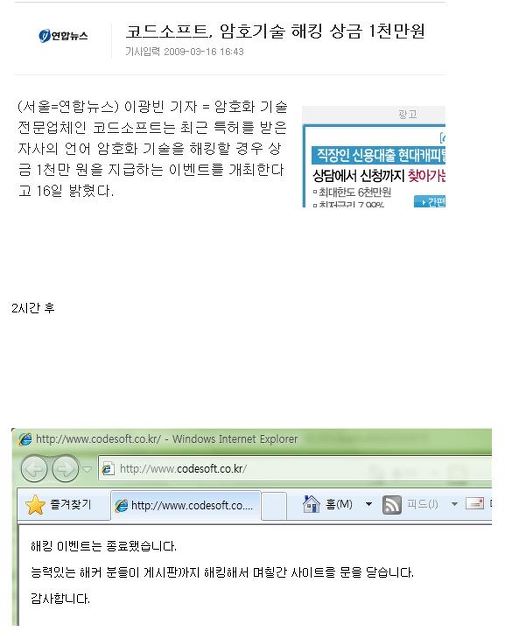 연합뉴스
코드소프트, 암호기술 해킹 상금 1천만원
기사입력 2009-03-16 16:43
(서울=연합뉴스) 이광빈 기자 = 암호화 기술
전문업체인 코드소프트는 최근 특허를 받은
자사의 언어 암호화 기술을 해킹할 경우 상
금 1천만 원을 지급하는 이벤트를 개최한다
고 16일 밝혔다.
광고
직장인 신용대출 현대캐피탈
상담에서 신청까지 찾아가는
최대한도 6천만원
최저금리 7.99%
간편
2시간 후
http://www.codesoft.co.kr/ - Windows Internet Explorer
http://www.codesoft.co.kr/
즐겨찾기 http://www.codesoft.co.... 홈(M) 피드(J)
해킹 이벤트는 종료됐습니다.
능력있는 해커 분들이 게시판까지 해킹해서 며칠간 사이트를 문을 닫습니다.
감사합니다.